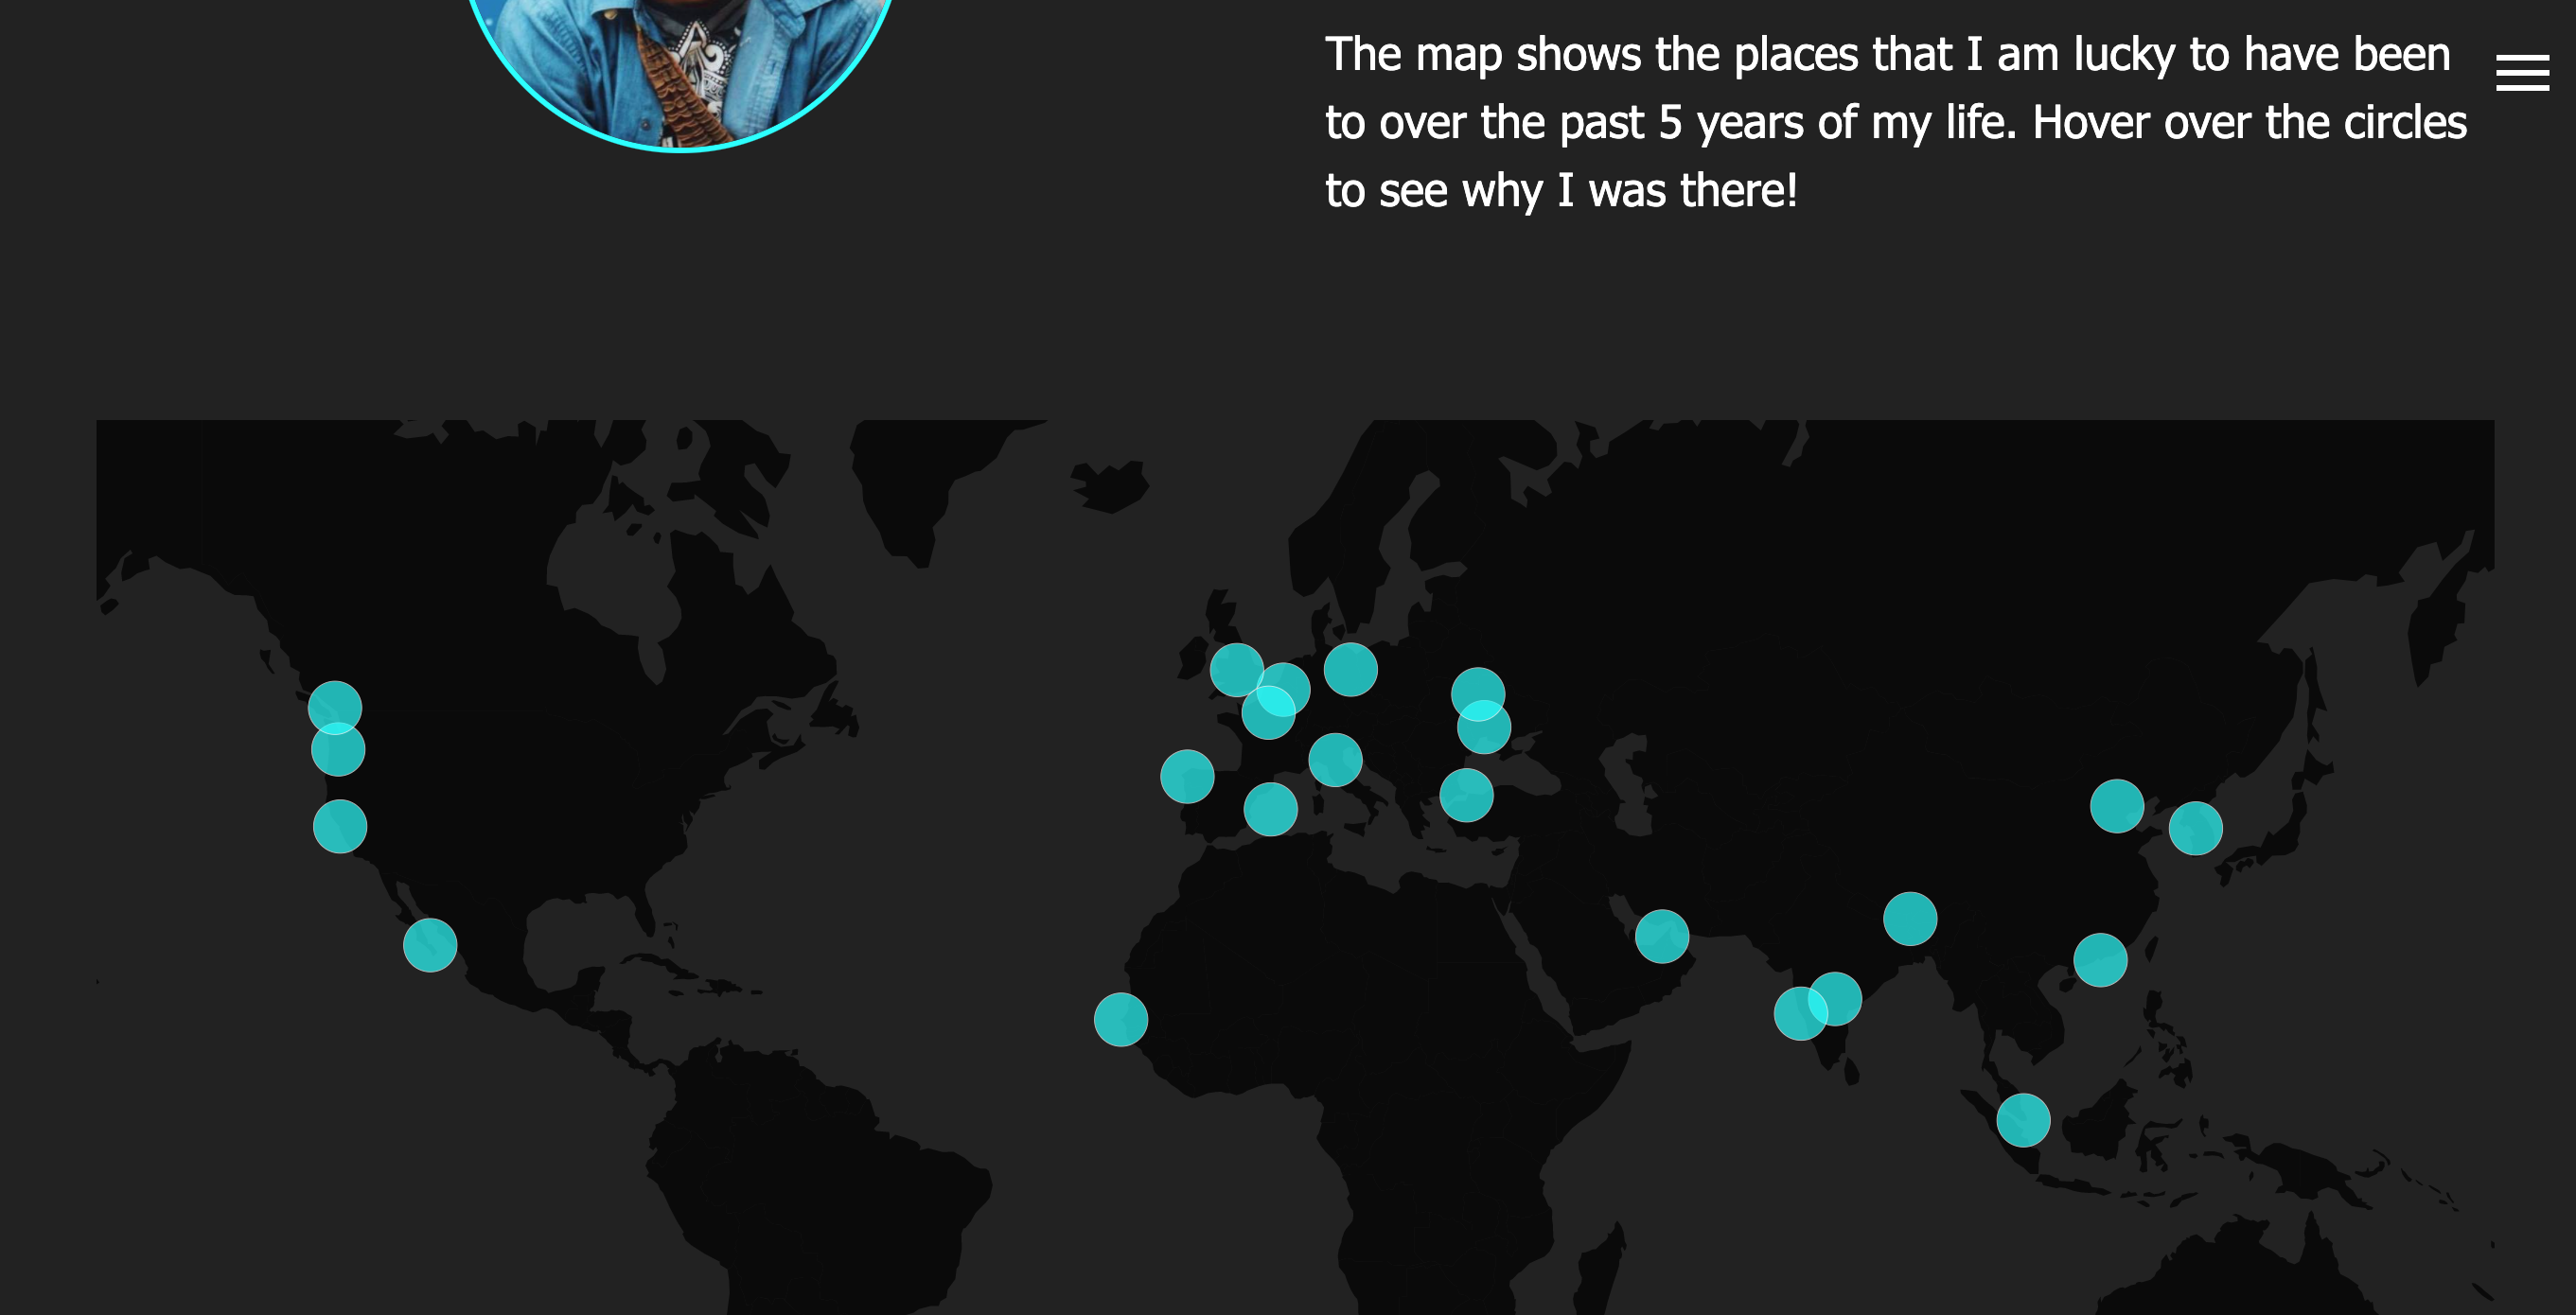 The map shows the places that I am lucky to have been
to over the past 5 years of my life. Hover over the circles
to see why I was there!